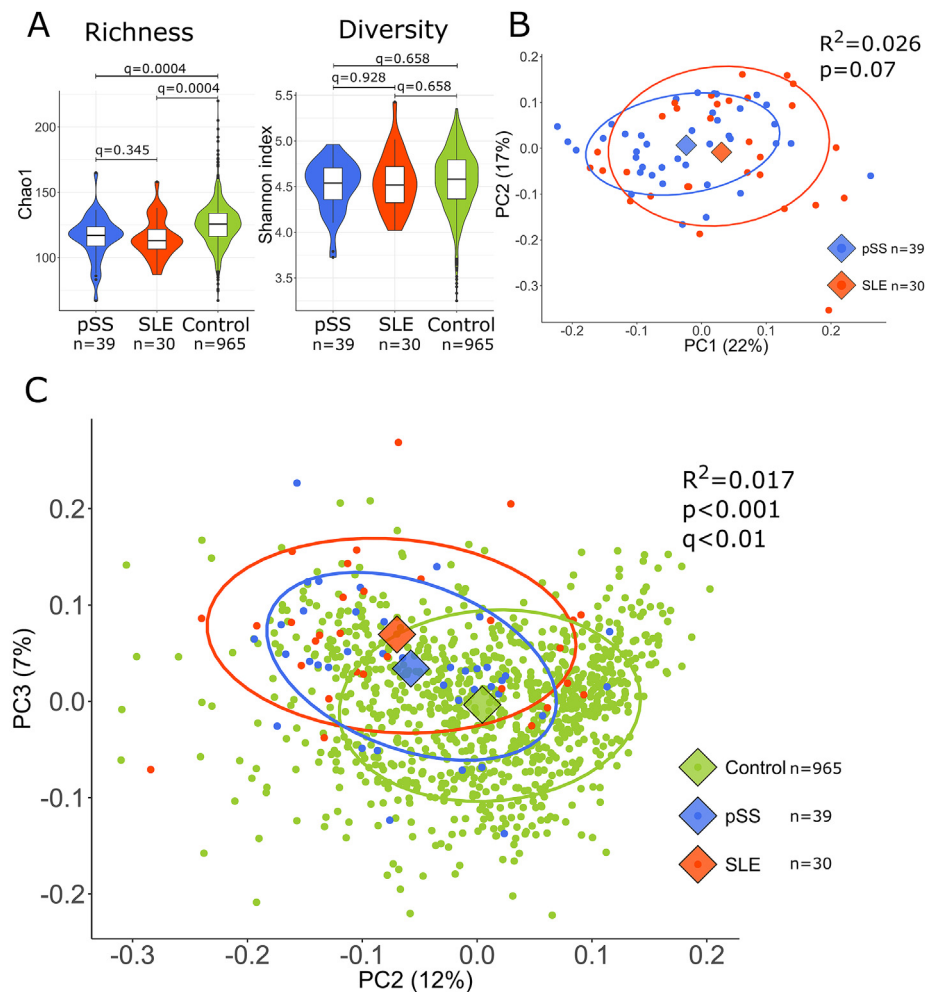 A
Richness
q=0.0004
q=0.0004
q=0.345
Chao1
200
150
100
pSS
SLE
Control
n=39
n=30
n=965
Diversity
q=0.658
q=0.928
q=0.658
Shannon index
5.5
5.0
4.5
4.0
3.5
pSS
SLE
Control
n=39
n=30
n=965
B
R²=0.026
p=0.07
PC2 (17%)
0.2
0.1
0.0
-0.1
-0.2
-0.3
pSS n=39
SLE n=30
-0.2
-0.1
0.0
0.1
0.2
PC1 (22%)
C
R²=0.017
p<0.001
q<0.01
PC3 (7%)
0.2
0.1
0.0
-0.1
-0.2
Control n=965
pSS n=39
SLE n=30
-0.3
-0.2
-0.1
0.0
0.1
0.2
PC2 (12%)